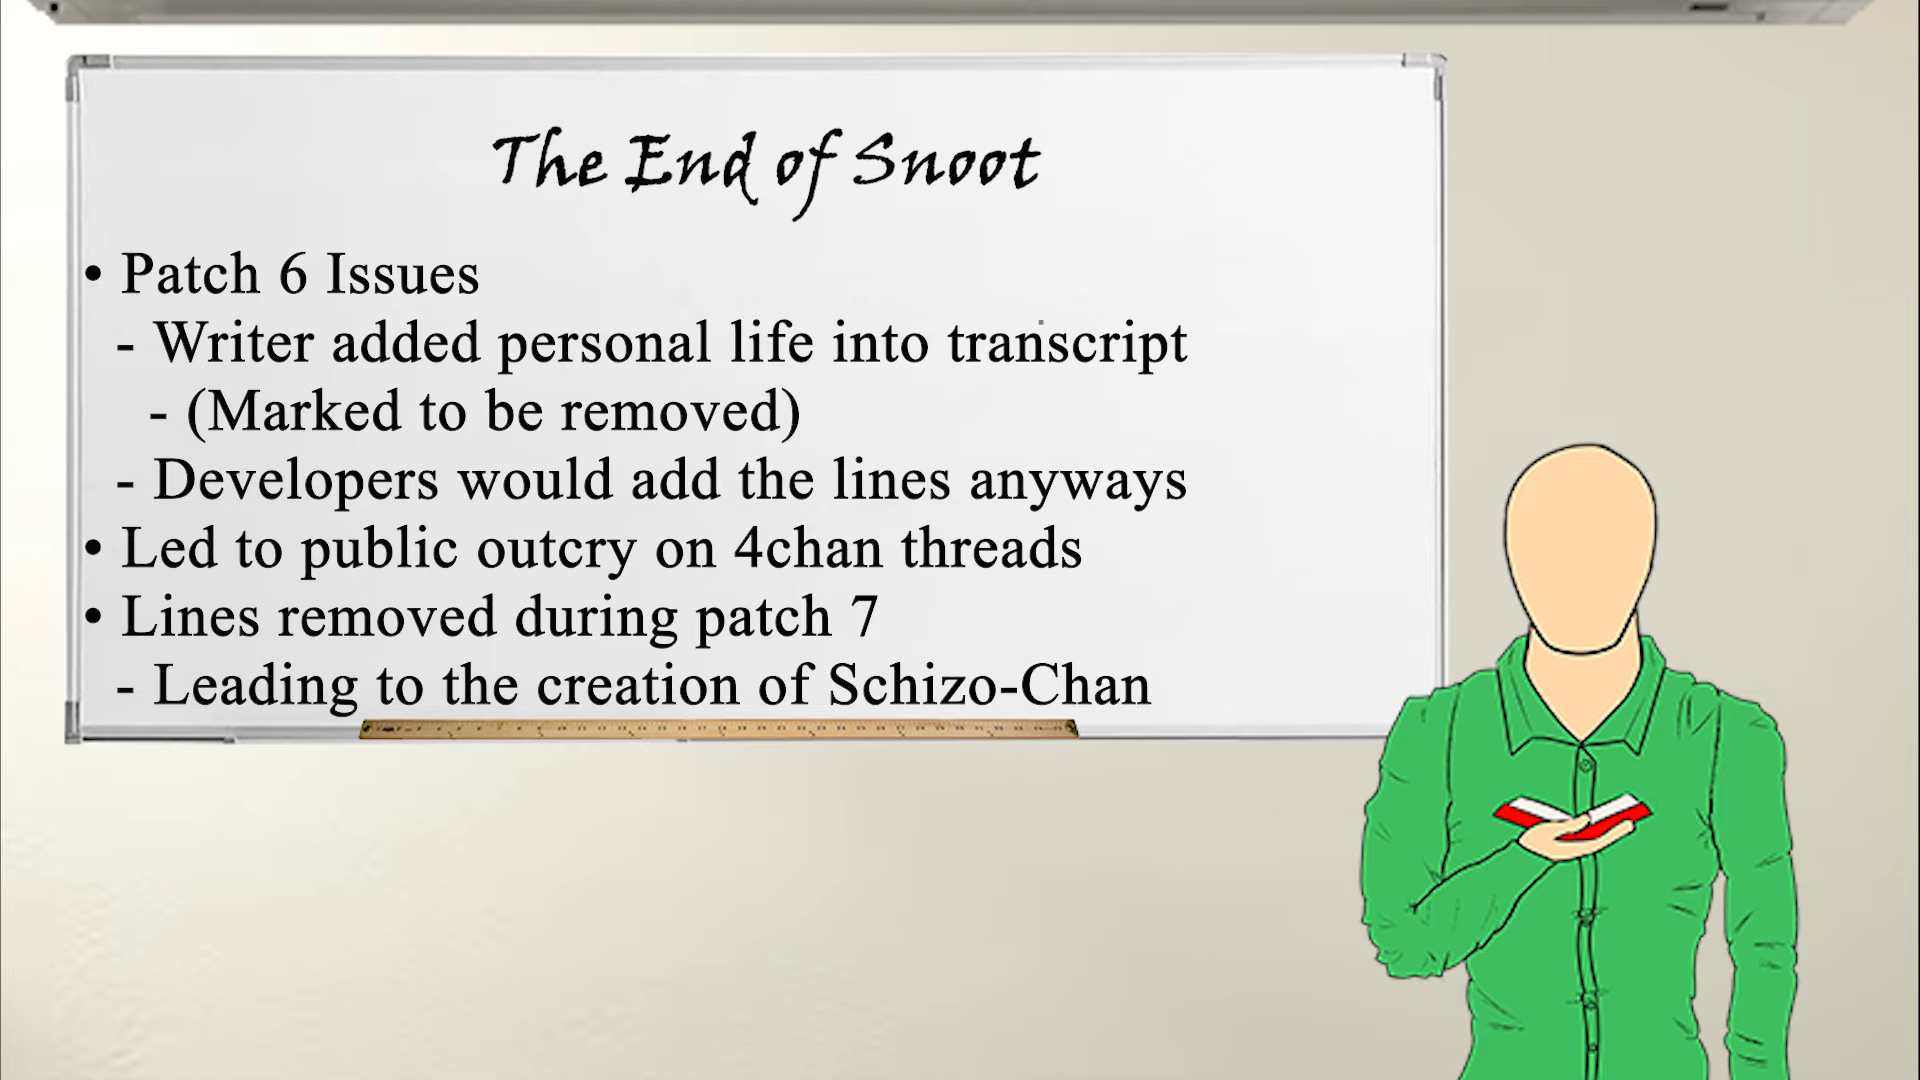 The End of Snoot
• Patch 6 Issues
- Writer added personal life into transcript
- (Marked to be removed)
- Developers would add the lines anyways
• Led to public outcry on 4chan threads
• Lines removed during patch 7
- Leading to the creation of Schizo-Chan